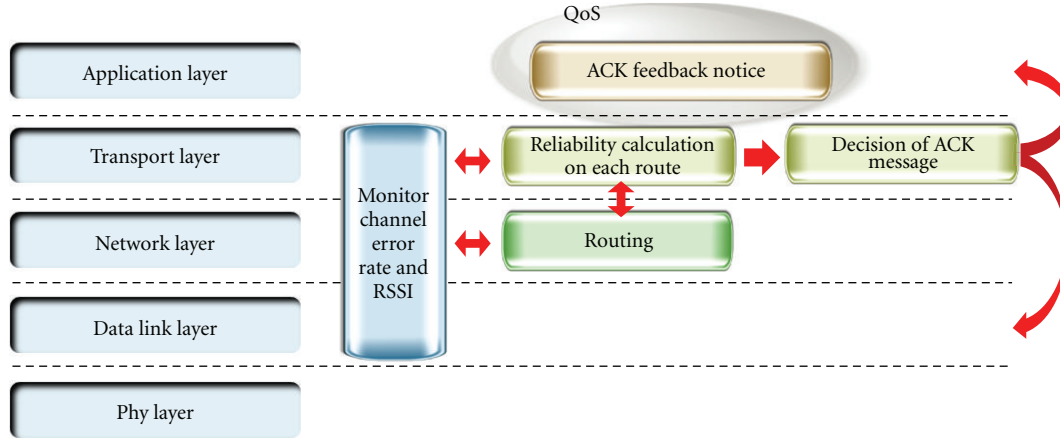 QoS
Application layer
ACK feedback notice
Transport layer
Reliability calculation
on each route
Decision of ACK
message
Monitor
channel
error
rate and
RSSI
Network layer
Routing
Data link layer
Phy layer